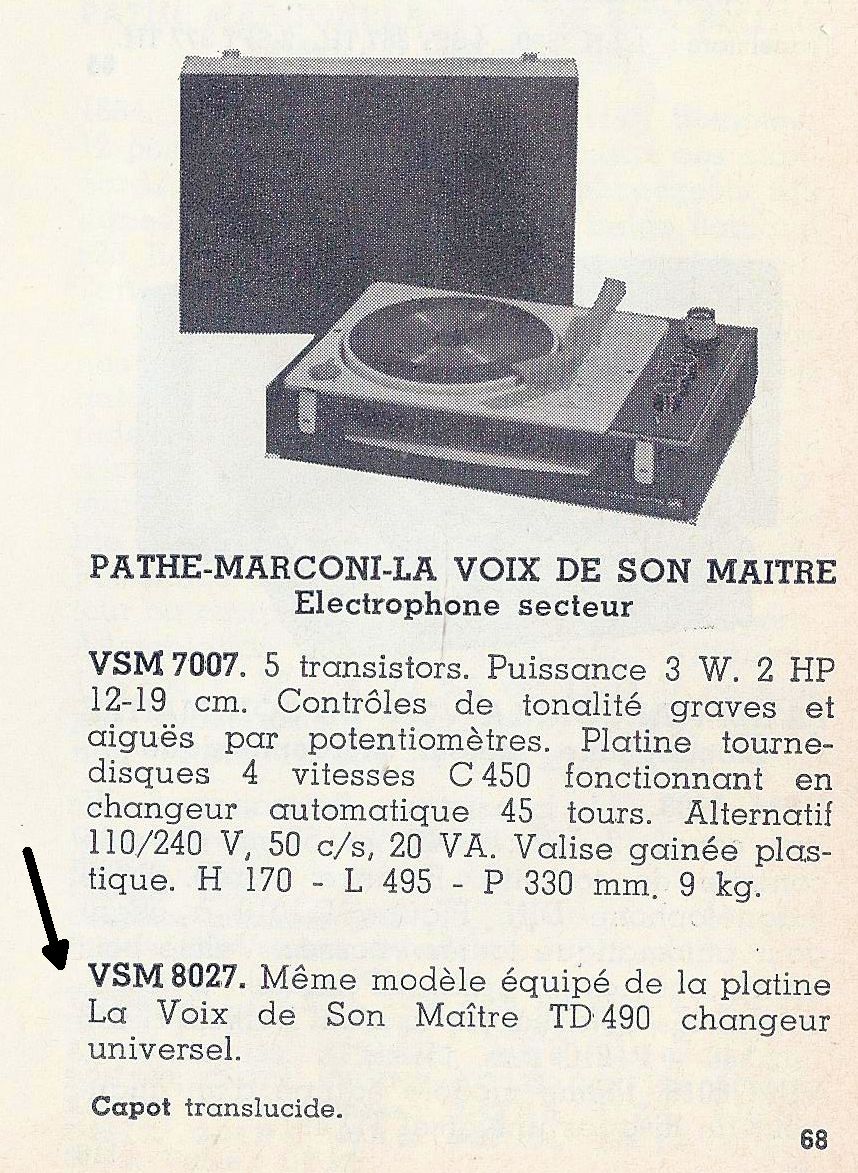 PATHE-MARCONI-LA VOIX DE SON MAITRE
Electrophone secteur
VSM 7007. 5 transistors. Puissance 3 W. 2 HP
12-19 cm. Contrôles de tonalité graves et
aiguës par potentiomètres. Platine tourne-
disques 4 vitesses C 450 fonctionnant en
changeur automatique 45 tours. Alternatif
110/240 V, 50 c/s, 20 VA. Valise gainée plas-
tique. H 170 - L 495 - P 330 mm. 9 kg.
VSM 8027. Même modèle équipé de la platine
La Voix de Son Maître TD 490 changeur
universel.
Capot translucide.
68